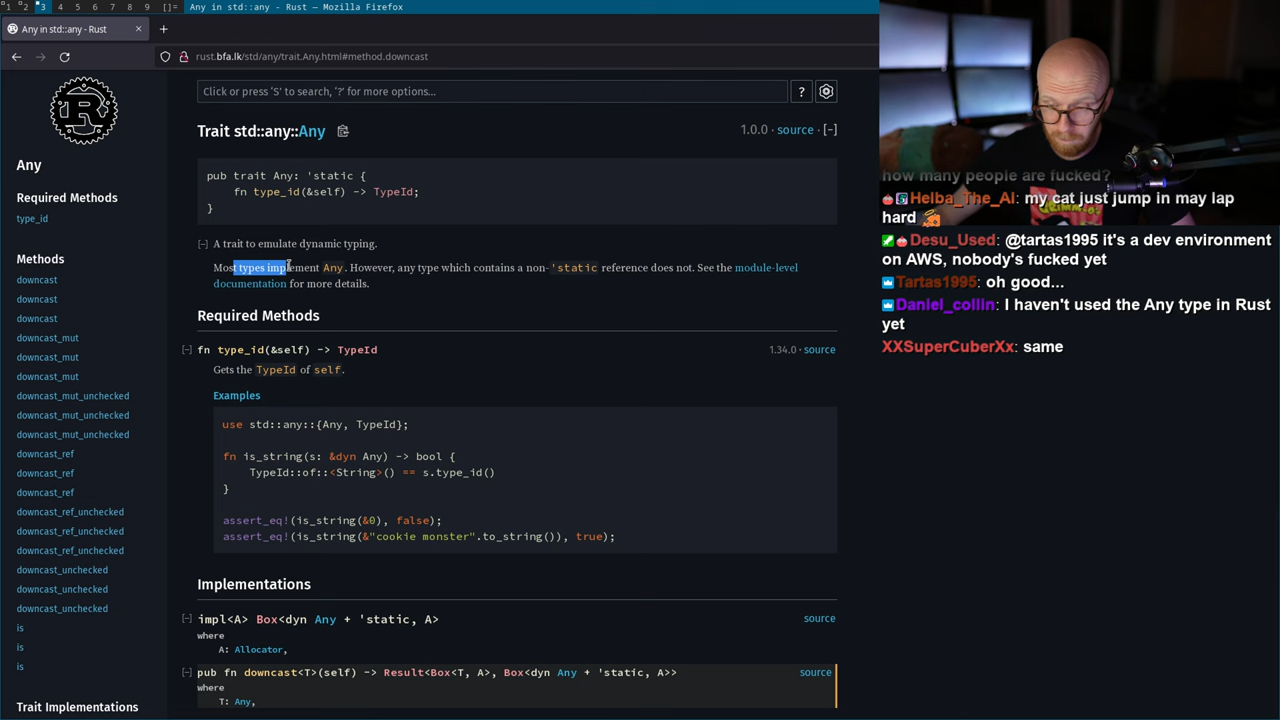 1 2 3 4 5 6 7 8 9 []= Any in std::any - Rust — Mozilla Firefox
Any in std::any - Rust
rust.bfa.lk/std/any/trait.Any.html#method.downcast
Click or press ‘S’ to search, ‘?’ for more options…
?
Any
Required Methods
type_id
Methods
downcast
downcast
downcast
downcast_mut
downcast_mut
downcast_mut
downcast_mut_unchecked
downcast_mut_unchecked
downcast_mut_unchecked
downcast_ref
downcast_ref
downcast_ref
downcast_ref_unchecked
downcast_ref_unchecked
downcast_ref_unchecked
downcast_unchecked
downcast_unchecked
downcast_unchecked
is
is
is
Trait Implementations
Trait std::any::Any
1.0.0 · source · [-]
pub trait Any: 'static {
fn type_id(&self) -> TypeId;
}
[-] A trait to emulate dynamic typing.
Most types implement Any. However, any type which contains a non-'static reference does not. See the module-level
documentation for more details.
Required Methods
[-] fn type_id(&self) -> TypeId
1.34.0 · source
Gets the TypeId of self.
Examples
use std::any::{Any, TypeId};
fn is_string(s: &dyn Any) -> bool {
TypeId::of::<String>() == s.type_id()
}
assert_eq!(is_string(&0), false);
assert_eq!(is_string(&"cookie monster".to_string()), true);
Implementations
[-] impl<A> Box<dyn Any + 'static, A>
source
where
A: Allocator,
[-] pub fn downcast<T>(self) -> Result<Box<T, A>, Box<dyn Any + 'static, A>>
source
where
T: Any,
how many people are fucked?
Helba_The_AI: my cat just jump in may lap
hard
Desu_Used: @tartas1995 it's a dev environment
on AWS, nobody's fucked yet
Tartas1995: oh good...
Daniel_collin: I haven't used the Any type in Rust
yet
XXSuperCuberXx: same